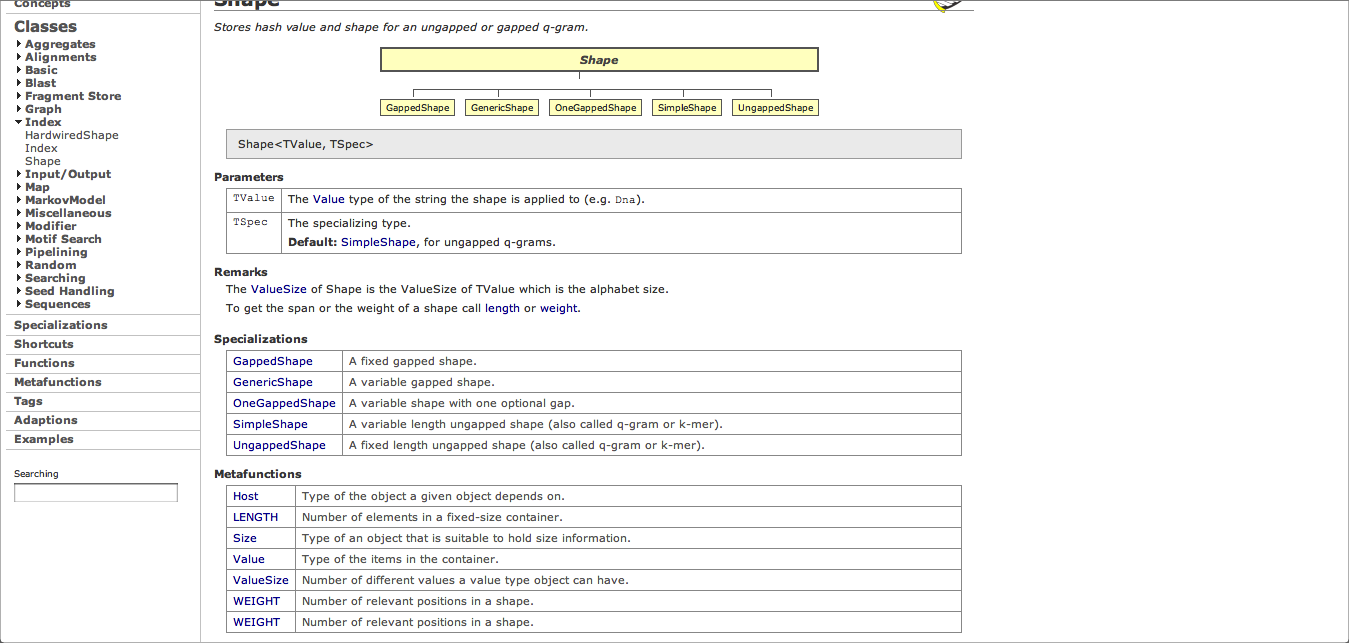 Concepts
Classes
Aggregates
Alignments
Basic
Blast
Fragment Store
Graph
Index
HardwiredShape
Index
Shape
Input/Output
Map
MarkovModel
Miscellaneous
Modifier
Motif Search
Pipelining
Random
Searching
Seed Handling
Sequences
Specializations
Shortcuts
Functions
Metafunctions
Tags
Adaptions
Examples
Searching
Shape
Stores hash value and shape for an ungapped or gapped q-gram.
Shape
GappedShape GenericShape OneGappedShape SimpleShape UngappedShape
Shape<TValue, TSpec>
Parameters
TValue The Value type of the string the shape is applied to (e.g. Dna).
TSpec The specializing type.
Default: SimpleShape, for ungapped q-grams.
Remarks
The ValueSize of Shape is the ValueSize of TValue which is the alphabet size.
To get the span or the weight of a shape call length or weight.
Specializations
GappedShape A fixed gapped shape.
GenericShape A variable gapped shape.
OneGappedShape A variable shape with one optional gap.
SimpleShape A variable length ungapped shape (also called q-gram or k-mer).
UngappedShape A fixed length ungapped shape (also called q-gram or k-mer).
Metafunctions
Host Type of the object a given object depends on.
LENGTH Number of elements in a fixed-size container.
Size Type of an object that is suitable to hold size information.
Value Type of the items in the container.
ValueSize Number of different values a value type object can have.
WEIGHT Number of relevant positions in a shape.
WEIGHT Number of relevant positions in a shape.